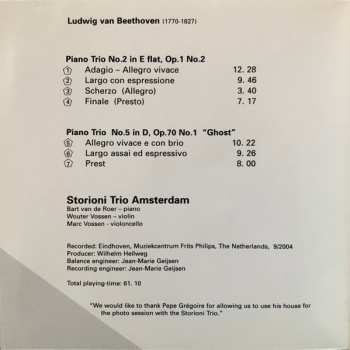 Ludwig van Beethoven (1770-1827)
Piano Trio No.2 in E flat, Op.1 No.2
1 Adagio – Allegro vivace 12. 28
2 Largo con espressione 9. 46
3 Scherzo (Allegro) 3. 40
4 Finale (Presto) 7. 17
Piano Trio No.5 in D, Op.70 No.1 "Ghost"
5 Allegro vivace e con brio 10. 22
6 Largo assai ed espressivo 9. 26
7 Prest 8. 00
Storioni Trio Amsterdam
Bart van de Roer – piano
Wouter Vossen – violin
Marc Vossen - violoncello
Recorded: Eindhoven, Muziekcentrum Frits Philips, The Netherlands, 9/2004
Producer: Wilhelm Hellweg
Balance engineer: Jean-Marie Geijsen
Recording engineer: Jean-Marie Geijsen
Total playing-time: 61. 10
"We would like to thank Pepe Grégoire for allowing us to use his house for
the photo session with the Storioni Trio."